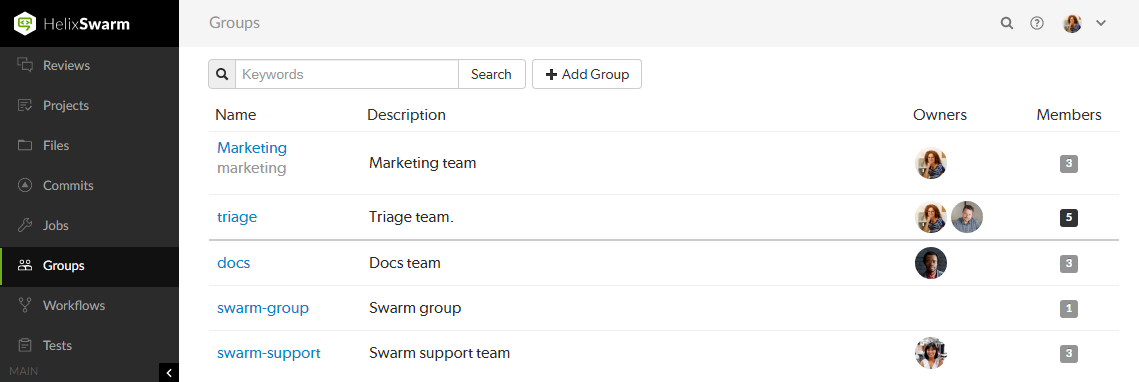 HelixSwarm
Groups
Reviews
Projects
Files
Commits
Jobs
Groups
Workflows
Tests
MAIN
Keywords
Search
Add Group
Name Description Owners Members
Marketing
marketing
Marketing team
3
triage Triage team. 5
docs Docs team 3
swarm-group Swarm group 1
swarm-support Swarm support team 3